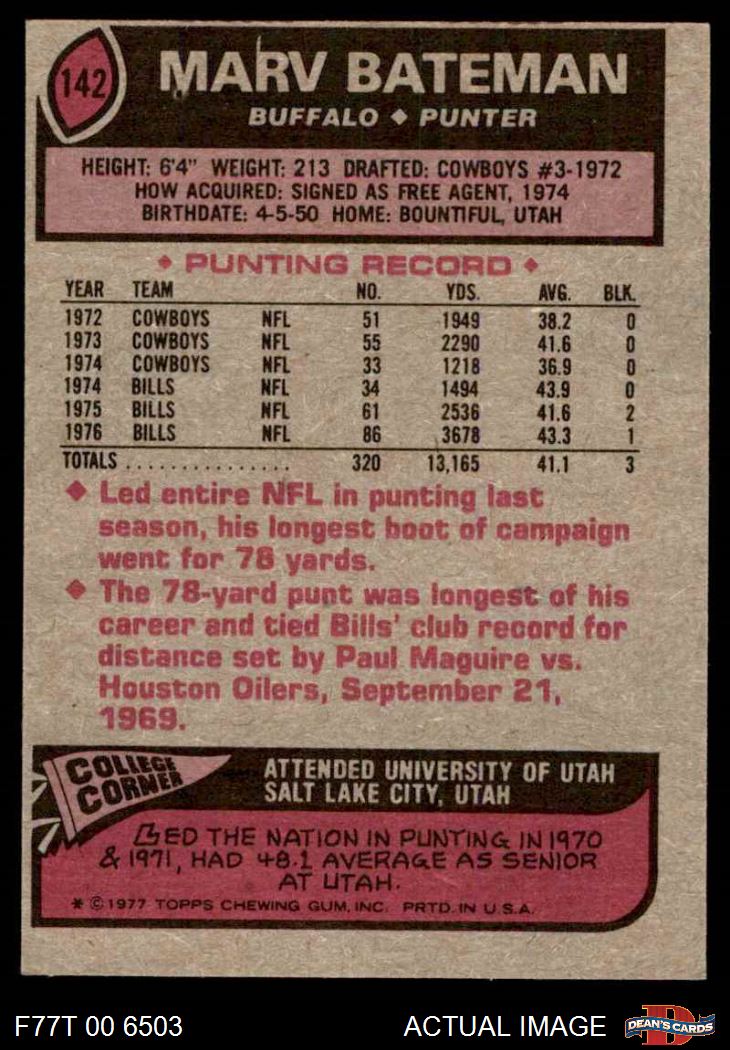 142
MARV BATEMAN
BUFFALO ♦ PUNTER
HEIGHT: 6'4" WEIGHT: 213 DRAFTED: COWBOYS #3-1972
HOW ACQUIRED: SIGNED AS FREE AGENT, 1974
BIRTHDATE: 4-5-50 HOME: BOUNTIFUL, UTAH
♦ PUNTING RECORD ♦
YEAR TEAM NO. YDS. AVG. BLK.
1972 COWBOYS NFL 51 1949 38.2 0
1973 COWBOYS NFL 55 2290 41.6 0
1974 COWBOYS NFL 33 1218 36.9 0
1974 BILLS NFL 34 1494 43.9 0
1975 BILLS NFL 61 2536 41.6 2
1976 BILLS NFL 86 3678 43.3 1
TOTALS . . . . . . . . . . . . . . . 320 13,165 41.1 3
♦ Led entire NFL in punting last
season, his longest boot of campaign
went for 78 yards.
♦ The 78-yard punt was longest of his
career and tied Bills' club record for
distance set by Paul Maguire vs.
Houston Oilers, September 21,
1969.
COLLEGE
CORNER
ATTENDED UNIVERSITY OF UTAH
SALT LAKE CITY, UTAH
LED THE NATION IN PUNTING IN 1970
& 1971, HAD 48.1 AVERAGE AS SENIOR
AT UTAH.
* © 1977 TOPPS CHEWING GUM, INC. PRTD. IN U.S.A.
F77T 00 6503
ACTUAL IMAGE
D
DEAN'S CARDS